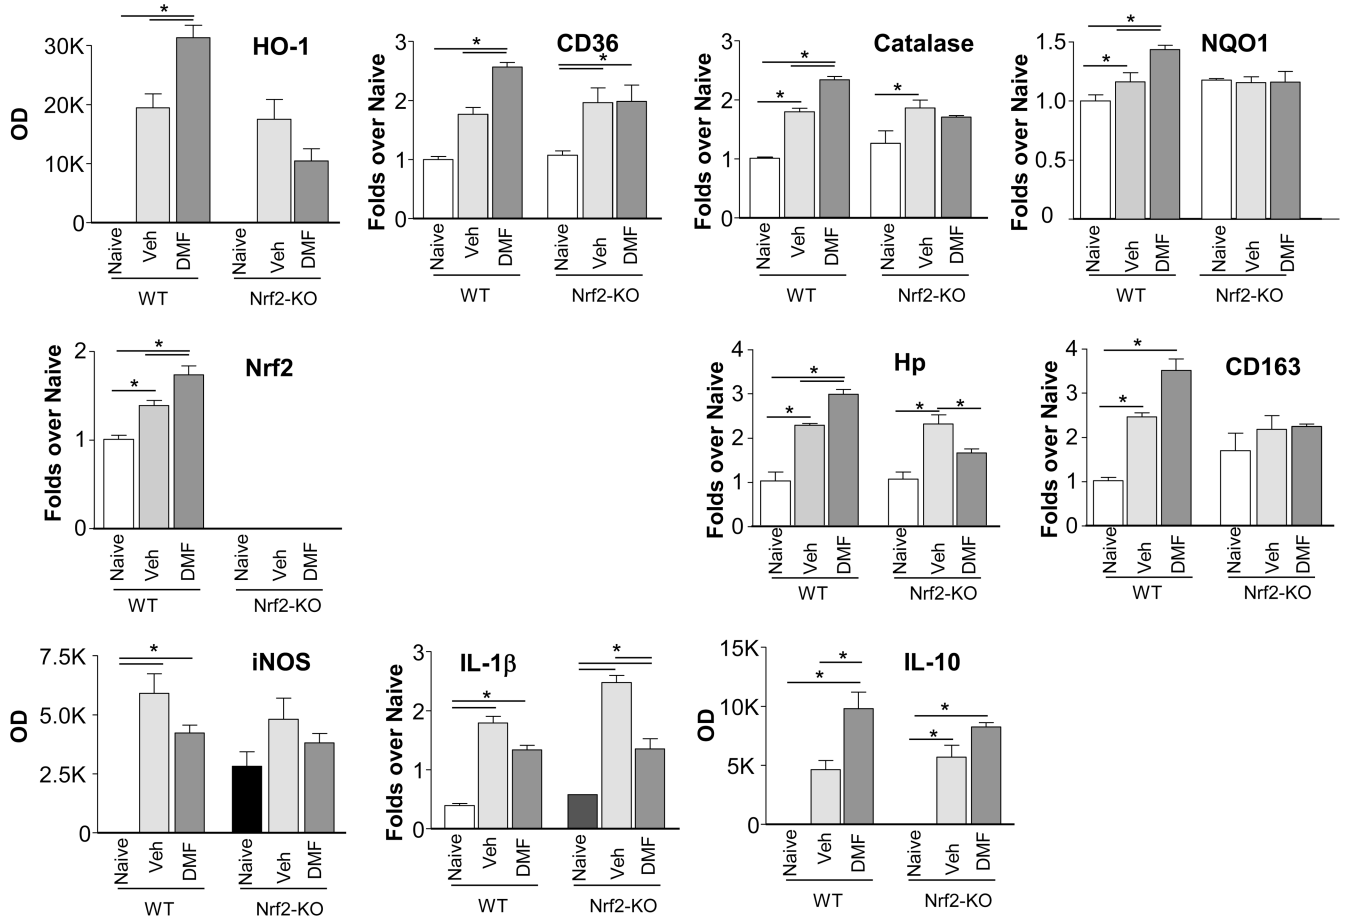 HO-1
*
30K
20K
10K
0
OD
Naive Veh DMF Naive Veh DMF
WT Nrf2-KO
CD36
* *
3
2
1
0
Folds over Naive
Naive Veh DMF Naive Veh DMF
WT Nrf2-KO
Catalase
* * *
3
2
1
0
Folds over Naive
Naive Veh DMF Naive Veh DMF
WT Nrf2-KO
NQO1
* *
1.5
1.0
0.5
0
Folds over Naive
Naive Veh DMF Naive Veh DMF
WT Nrf2-KO
Nrf2
* *
2
1
0
Folds over Naive
Naive Veh DMF Naive Veh DMF
WT Nrf2-KO
Hp
* * * *
4
3
2
1
0
Folds over Naive
Naive Veh DMF Naive Veh DMF
WT Nrf2-KO
CD163
* *
4
3
2
1
0
Folds over Naive
Naive Veh DMF Naive Veh DMF
WT Nrf2-KO
iNOS
*
7.5K
5.0K
2.5K
0
OD
Naive Veh DMF Naive Veh DMF
WT Nrf2-KO
IL-1β
* *
3
2
1
0
Folds over Naive
Naive Veh DMF Naive Veh DMF
WT Nrf2-KO
IL-10
* * * *
15K
10K
5K
0
OD
Naive Veh DMF Naive Veh DMF
WT Nrf2-KO